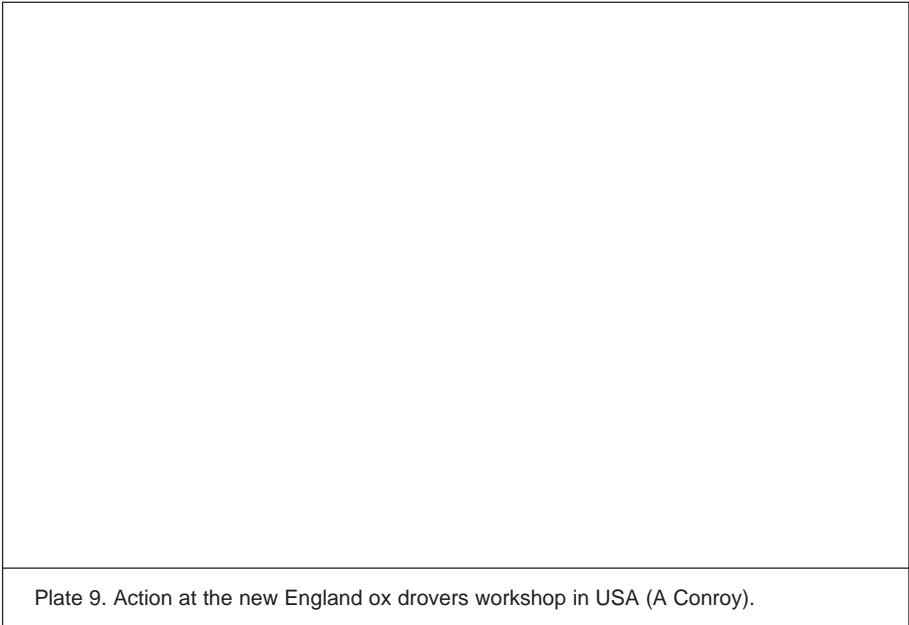 Plate 9. Action at the new England ox drovers workshop in USA (A Conroy).